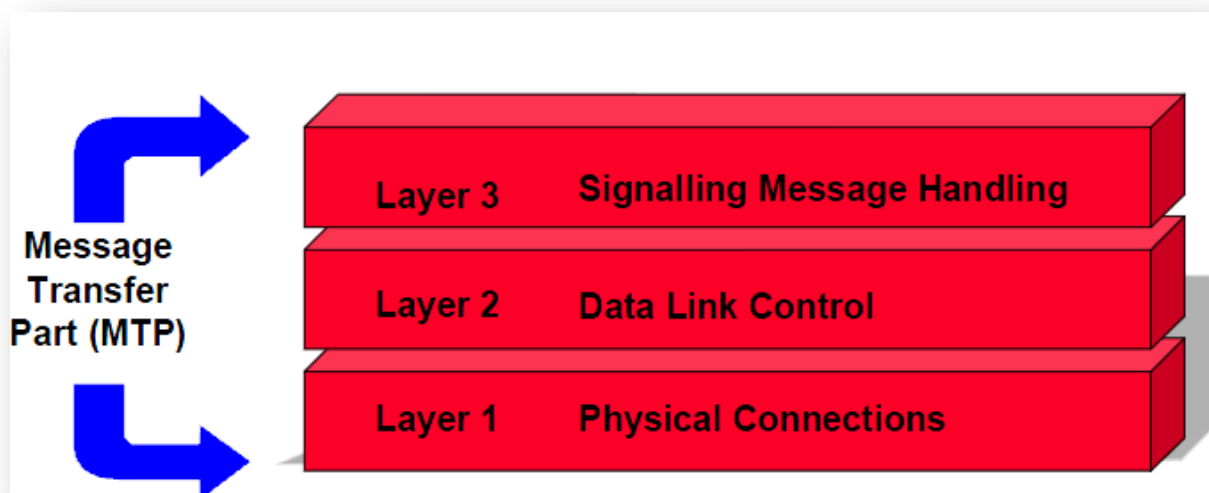 Layer 3 Signalling Message Handling
Message
Transfer
Part (MTP)
Layer 2 Data Link Control
Layer 1 Physical Connections